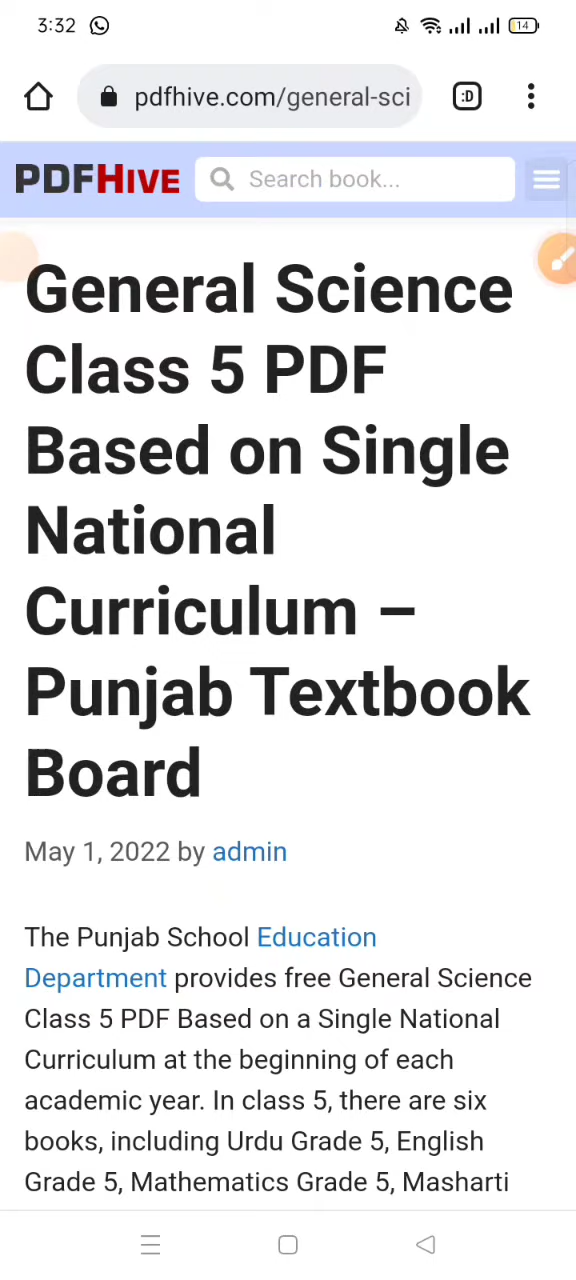 3:32
14
pdfhive.com/general-sci
:D
PDFHIVE
Search book...
General Science
Class 5 PDF
Based on Single
National
Curriculum –
Punjab Textbook
Board
May 1, 2022 by admin
The Punjab School Education
Department provides free General Science
Class 5 PDF Based on a Single National
Curriculum at the beginning of each
academic year. In class 5, there are six
books, including Urdu Grade 5, English
Grade 5, Mathematics Grade 5, Masharti